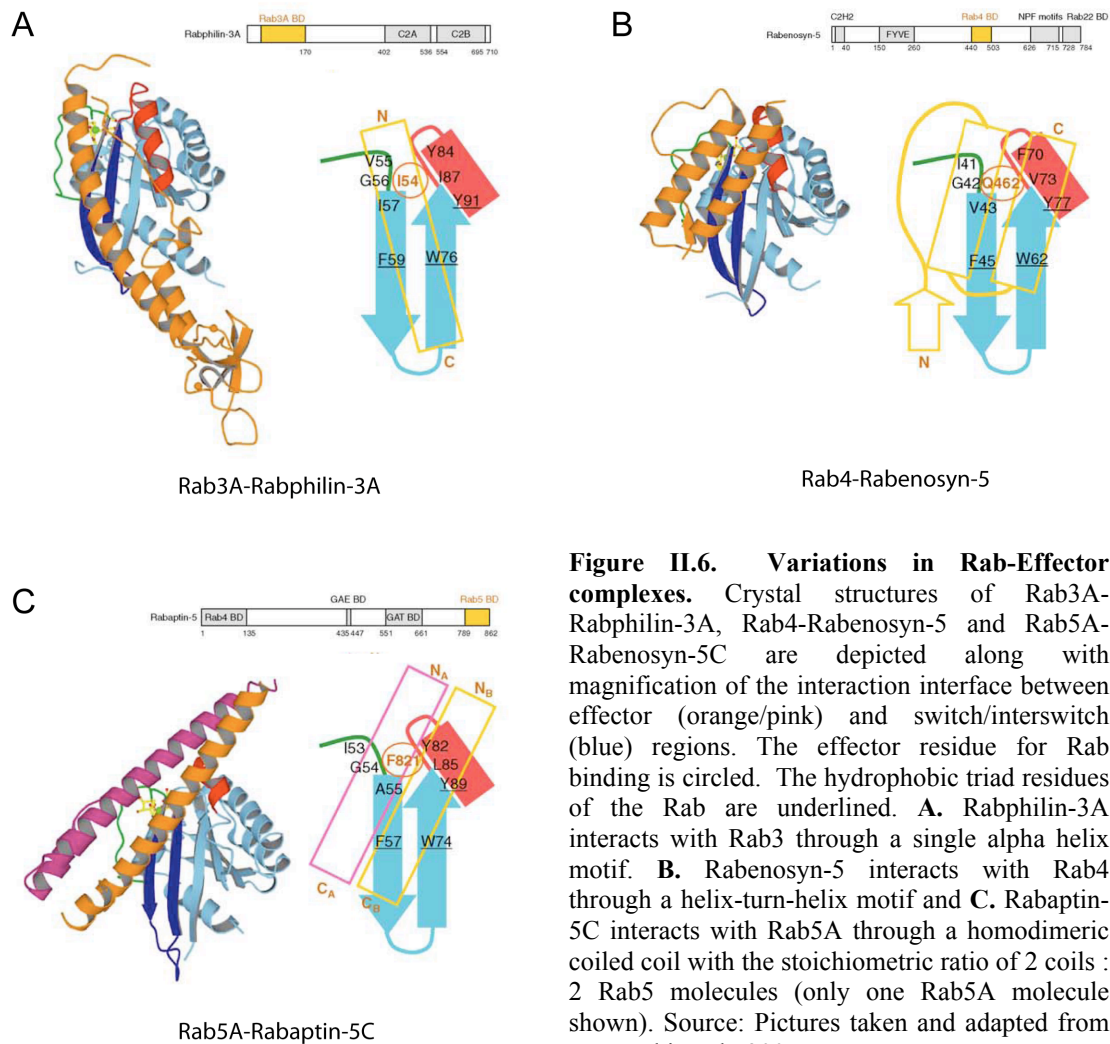 A
Rab3A BD
Rabphilin-3A
C2A
C2B
170
402
536
554
695
710
N
V55
G56
I54
I57
Y84
I87
Y91
F59
W76
C
Rab3A-Rabphilin-3A
B
C2H2
Rab4 BD
NPF motifs
Rab22 BD
Rabenosyn-5
FYVE
1
40
150
260
440
503
626
715
728
784
C
I41
G42
Q462
V43
F70
V73
Y77
F45
W62
N
Rab4-Rabenosyn-5
C
GAE BD
Rab5 BD
Rabaptin-5
Rab4 BD
GAT BD
1
135
435
447
551
661
789
862
NA
NB
I53
G54
F821
A55
Y82
L85
Y89
F57
W74
CA
CB
Rab5A-Rabaptin-5C
Figure II.6. Variations in Rab-Effector
complexes. Crystal structures of Rab3A-
Rabphilin-3A, Rab4-Rabenosyn-5 and Rab5A-
Rabenosyn-5C are depicted along with
magnification of the interaction interface between
effector (orange/pink) and switch/interswitch
(blue) regions. The effector residue for Rab
binding is circled. The hydrophobic triad residues
of the Rab are underlined. A. Rabphilin-3A
interacts with Rab3 through a single alpha helix
motif. B. Rabenosyn-5 interacts with Rab4
through a helix-turn-helix motif and C. Rabaptin-
5C interacts with Rab5A through a homodimeric
coiled coil with the stoichiometric ratio of 2 coils :
2 Rab5 molecules (only one Rab5A molecule
shown). Source: Pictures taken and adapted from